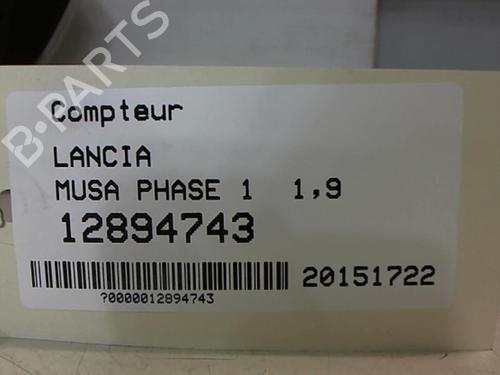 B-PARTS
Compteur
LANCIA
MUSA PHASE 1 1,9
12894743
20151722
?0000012894743